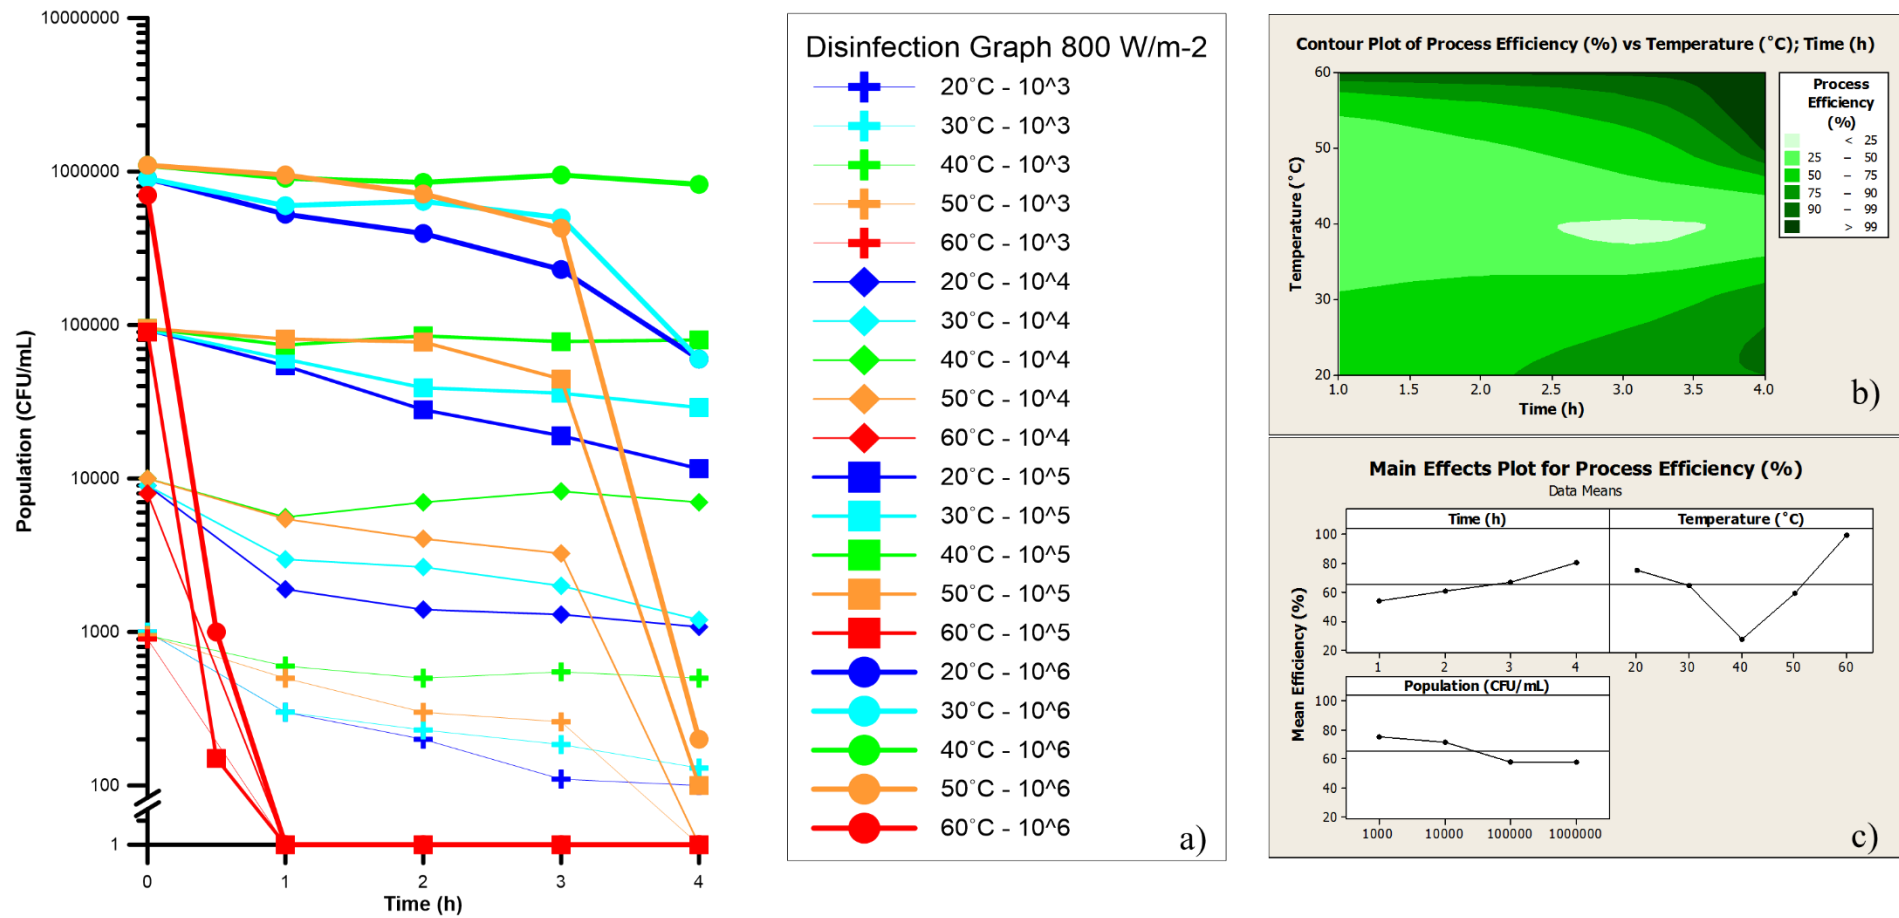 10000000
1000000
100000
10000
1000
100
1
0 1 2 3 4
Time (h)
Population (CFU/mL)
Disinfection Graph 800 W/m-2
20°C - 10^3
30°C - 10^3
40°C - 10^3
50°C - 10^3
60°C - 10^3
20°C - 10^4
30°C - 10^4
40°C - 10^4
50°C - 10^4
60°C - 10^4
20°C - 10^5
30°C - 10^5
40°C - 10^5
50°C - 10^5
60°C - 10^5
20°C - 10^6
30°C - 10^6
40°C - 10^6
50°C - 10^6
60°C - 10^6
a)
Contour Plot of Process Efficiency (%) vs Temperature (°C); Time (h)
60
50
40
30
20
Temperature (°C)
1.0 1.5 2.0 2.5 3.0 3.5 4.0
Time (h)
Process
Efficiency
(%)
< 25
25 – 50
50 – 75
75 – 90
90 – 99
> 99
b)
Main Effects Plot for Process Efficiency (%)
Data Means
Time (h) Temperature (°C)
100
80
60
40
20
1 2 3 4 20 30 40 50 60
Population (CFU/mL)
100
80
60
40
20
1000 10000 100000 1000000
Mean Efficiency (%)
c)